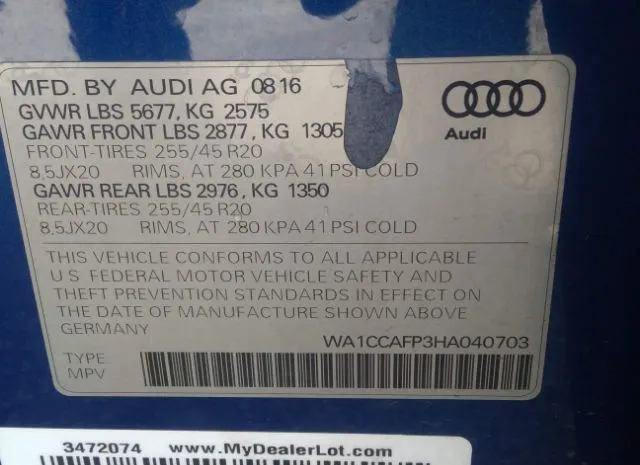 MFD. BY AUDI AG 0816
GVWR LBS 5677, KG 2575
GAWR FRONT LBS 2877, KG 1305
FRONT-TIRES 255/45 R20
8,5JX20 RIMS, AT 280 KPA 41 PSI COLD
GAWR REAR LBS 2976, KG 1350
REAR-TIRES 255/45 R20
8,5JX20 RIMS, AT 280 KPA 41 PSI COLD
Audi
THIS VEHICLE CONFORMS TO ALL APPLICABLE
U S FEDERAL MOTOR VEHICLE SAFETY AND
THEFT PREVENTION STANDARDS IN EFFECT ON
THE DATE OF MANUFACTURE SHOWN ABOVE
GERMANY
WA1CCAFP3HA040703
TYPE
MPV
3472074 www.MyDealerLot.com